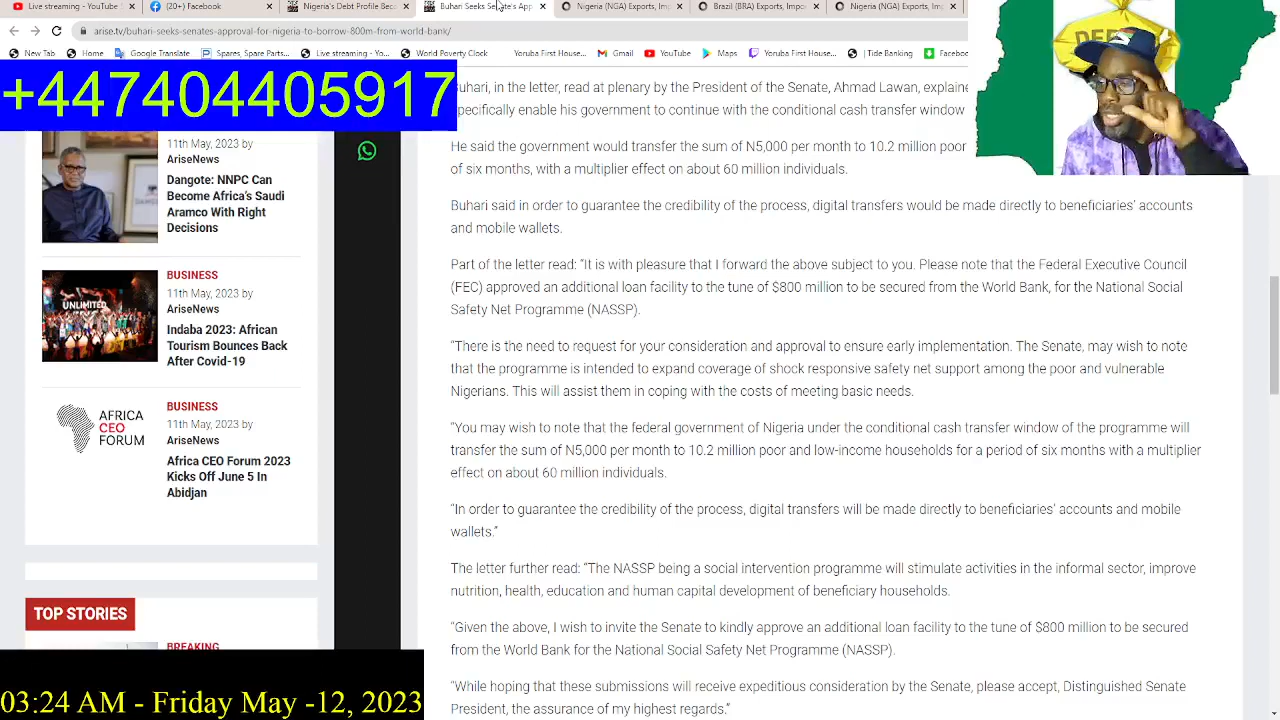 Live streaming - YouTube S
(20+) Facebook
Nigeria's Debt Profile Beco
Buhari Seeks Senate's App
Nigeria (NGA) Exports, Im
Brazil (BRA) Exports, Impo
Nigeria (NGA) Exports, Im
arise.tv/buhari-seeks-senates-approval-for-nigeria-to-borrow-800m-from-world-bank/
New Tab
Home
Google Translate
Spares, Spare Parts...
Live streaming - yo...
World Poverty Clock
Yoruba First House...
Gmail
YouTube
Maps
Yoruba First House...
Tide Banking
Facebook
+447404405917
Buhari, in the letter, read at plenary by the President of the Senate, Ahmad Lawan, explaine
specifically enable his government to continue with the conditional cash transfer window
He said the government would transfer the sum of N5,000 per month to 10.2 million poor
of six months, with a multiplier effect on about 60 million individuals.
Buhari said in order to guarantee the credibility of the process, digital transfers would be made directly to beneficiaries' accounts
and mobile wallets.
Part of the letter read: “It is with pleasure that I forward the above subject to you. Please note that the Federal Executive Council
(FEC) approved an additional loan facility to the tune of $800 million to be secured from the World Bank, for the National Social
Safety Net Programme (NASSP).
“There is the need to request for your consideration and approval to ensure early implementation. The Senate, may wish to note
that the programme is intended to expand coverage of shock responsive safety net support among the poor and vulnerable
Nigerians. This will assist them in coping with the costs of meeting basic needs.
“You may wish to note that the federal government of Nigeria under the conditional cash transfer window of the programme will
transfer the sum of N5,000 per month to 10.2 million poor and low-income households for a period of six months with a multiplier
effect on about 60 million individuals.
“In order to guarantee the credibility of the process, digital transfers will be made directly to beneficiaries' accounts and mobile
wallets.”
The letter further read: “The NASSP being a social intervention programme will stimulate activities in the informal sector, improve
nutrition, health, education and human capital development of beneficiary households.
“Given the above, I wish to invite the Senate to kindly approve an additional loan facility to the tune of $800 million to be secured
from the World Bank for the National Social Safety Net Programme (NASSP).
“While hoping that these submissions will receive expeditious consideration by the Senate, please accept, Distinguished Senate
President, the assurance of my highest regards.”
11th May, 2023 by
AriseNews
Dangote: NNPC Can
Become Africa's Saudi
Aramco With Right
Decisions
UNLIMITED
BUSINESS
11th May, 2023 by
AriseNews
Indaba 2023: African
Tourism Bounces Back
After Covid-19
AFRICA
CEO
FORUM
BUSINESS
11th May, 2023 by
AriseNews
Africa CEO Forum 2023
Kicks Off June 5 In
Abidjan
TOP STORIES
BREAKING
03:24 AM - Friday May -12, 2023